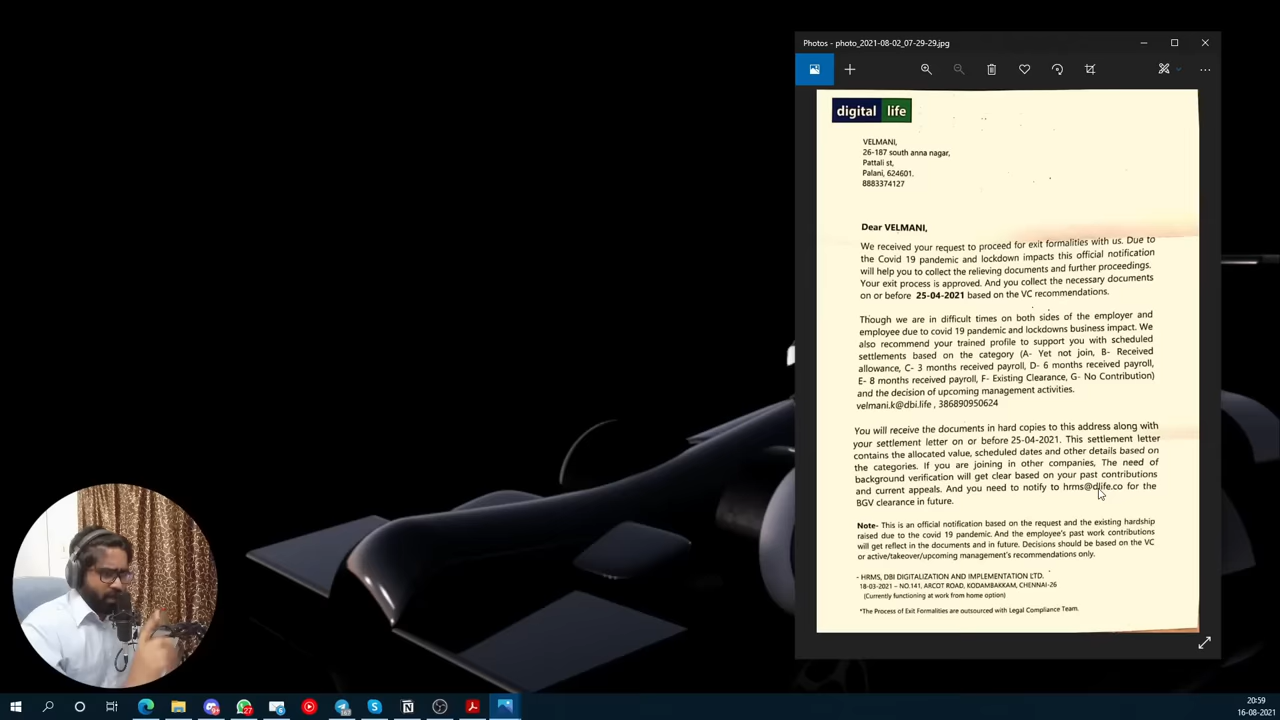 Photos - photo_2021-08-02_07-29-29.jpg
digital life
VELMANI,
26-187 south anna nagar,
Pattali st,
Palani, 624601.
8883374127
Dear VELMANI,
We received your request to proceed for exit formalities with us. Due to
the Covid 19 pandemic and lockdown impacts this official notification
will help you to collect the relieving documents and further proceedings.
Your exit process is approved. And you collect the necessary documents
on or before 25-04-2021 based on the VC recommendations.
Though we are in difficult times on both sides of the employer and
employee due to covid 19 pandemic and lockdowns business impact. We
also recommend your trained profile to support you with scheduled
settlements based on the category (A- Yet not join, B- Received
allowance, C- 3 months received payroll, D- 6 months received payroll,
E- 8 months received payroll, F- Existing Clearance, G- No Contribution)
and the decision of upcoming management activities.
velmani.k@dbi.life , 386890950624
You will receive the documents in hard copies to this address along with
your settlement letter on or before 25-04-2021. This settlement letter
contains the allocated value, scheduled dates and other details based on
the categories. If you are joining in other companies, The need of
background verification will get clear based on your past contributions
and current appeals. And you need to notify to hrms@dlife.co for the
BGV clearance in future.
Note- This is an official notification based on the request and the existing hardship
raised due to the covid 19 pandemic. And the employee's past work contributions
will get reflect in the documents and in future. Decisions should be based on the VC
or active/takeover/upcoming management's recommendations only.
- HRMS, DBI DIGITALIZATION AND IMPLEMENTATION LTD.
18-03-2021 – NO.141, ARCOT ROAD, KODAMBAKKAM, CHENNAI-26
(Currently functioning at work from home option)
*The Process of Exit Formalities are outsourced with Legal Compliance Team.
27
20:59
16-08-2021